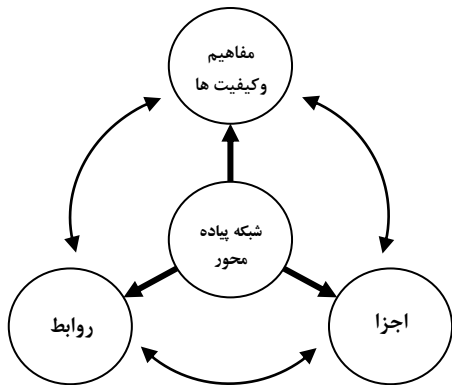 مفاهیم
وکیفیت ها
شبکه پیاده
محور
اجزا
روابط